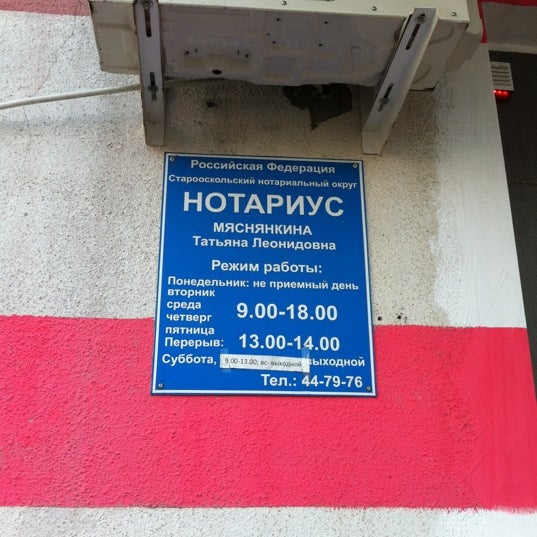 Российская Федерация
Старооскольский нотариальный округ
НОТАРИУС
МЯСНЯНКИНА
Татьяна Леонидовна
Режим работы:
Понедельник: не приемный день
вторник
среда
четверг
пятница
9.00-18.00
Перерыв: 13.00-14.00
Суббота, 9.00-13.00, вс- выходной выходной
Тел.: 44-79-76